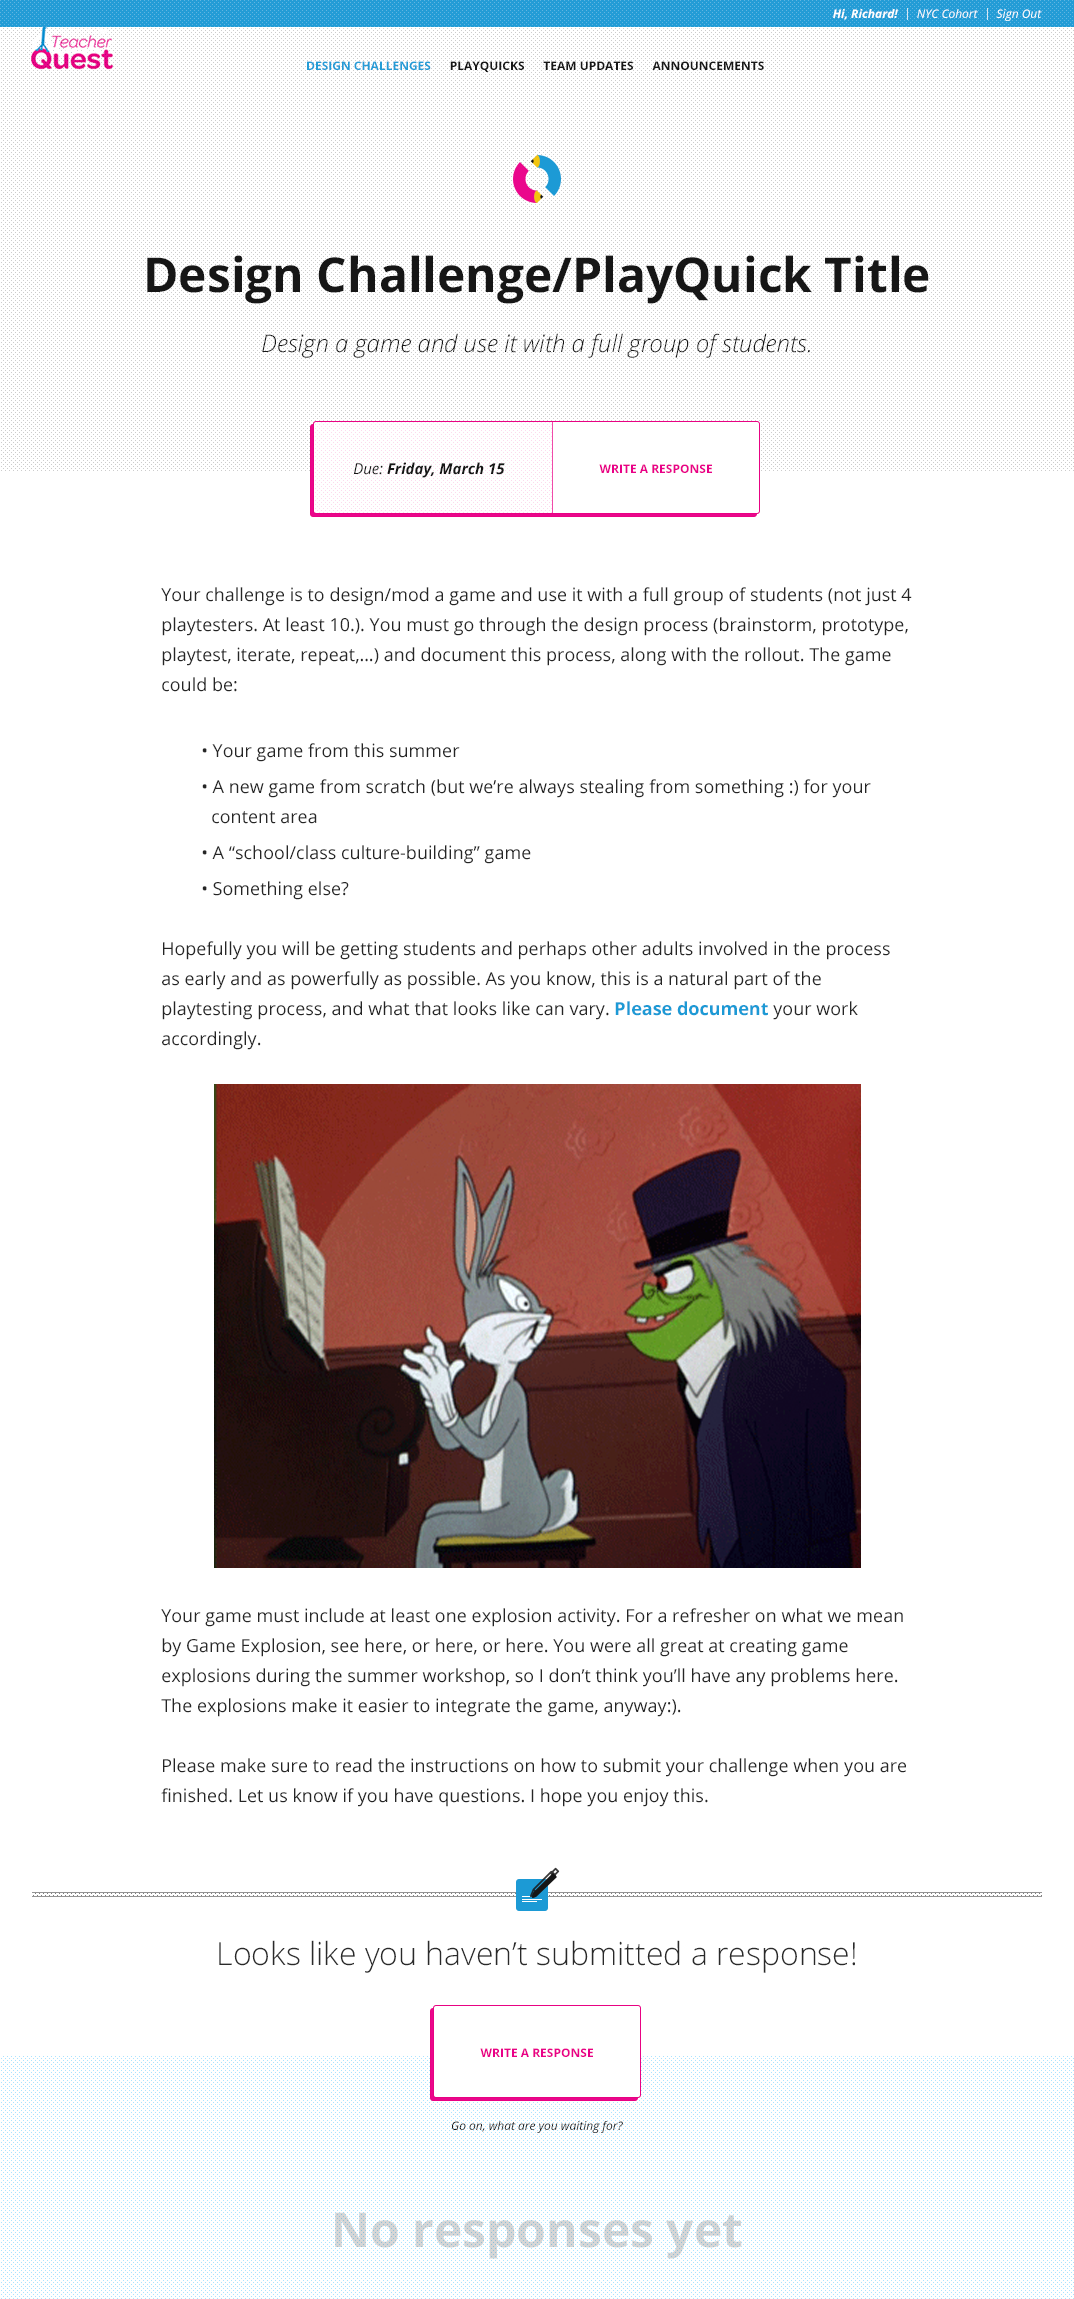 Hi, Richard! | NYC Cohort | Sign Out
Teacher
Quest
DESIGN CHALLENGES PLAYQUICKS TEAM UPDATES ANNOUNCEMENTS
Design Challenge/PlayQuick Title
Design a game and use it with a full group of students.
Due: Friday, March 15
WRITE A RESPONSE
Your challenge is to design/mod a game and use it with a full group of students (not just 4
playtesters. At least 10.). You must go through the design process (brainstorm, prototype,
playtest, iterate, repeat,...) and document this process, along with the rollout. The game
could be:
• Your game from this summer
• A new game from scratch (but we’re always stealing from something :) for your
content area
• A “school/class culture-building” game
• Something else?
Hopefully you will be getting students and perhaps other adults involved in the process
as early and as powerfully as possible. As you know, this is a natural part of the
playtesting process, and what that looks like can vary. Please document your work
accordingly.
Your game must include at least one explosion activity. For a refresher on what we mean
by Game Explosion, see here, or here, or here. You were all great at creating game
explosions during the summer workshop, so I don’t think you’ll have any problems here.
The explosions make it easier to integrate the game, anyway:).
Please make sure to read the instructions on how to submit your challenge when you are
finished. Let us know if you have questions. I hope you enjoy this.
Looks like you haven’t submitted a response!
WRITE A RESPONSE
Go on, what are you waiting for?
No responses yet